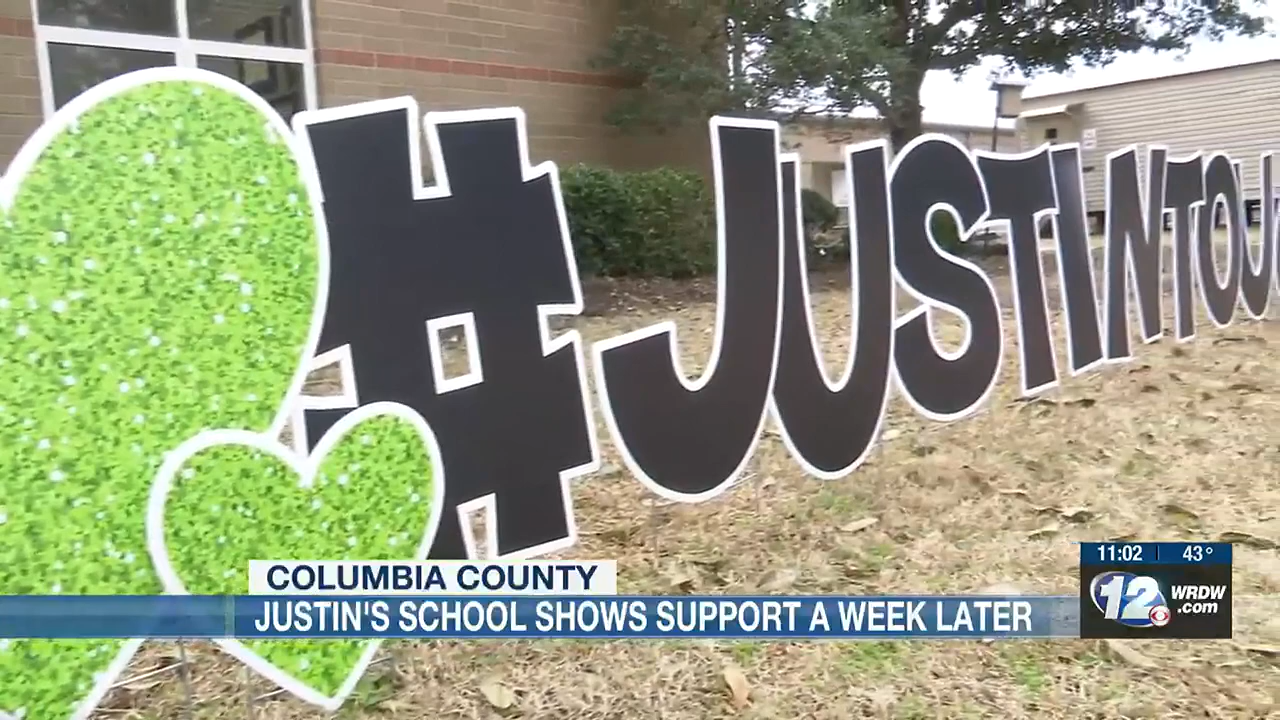 #JUSTINTOU
COLUMBIA COUNTY
JUSTIN'S SCHOOL SHOWS SUPPORT A WEEK LATER
11:02 43°
12 WRDW
.com